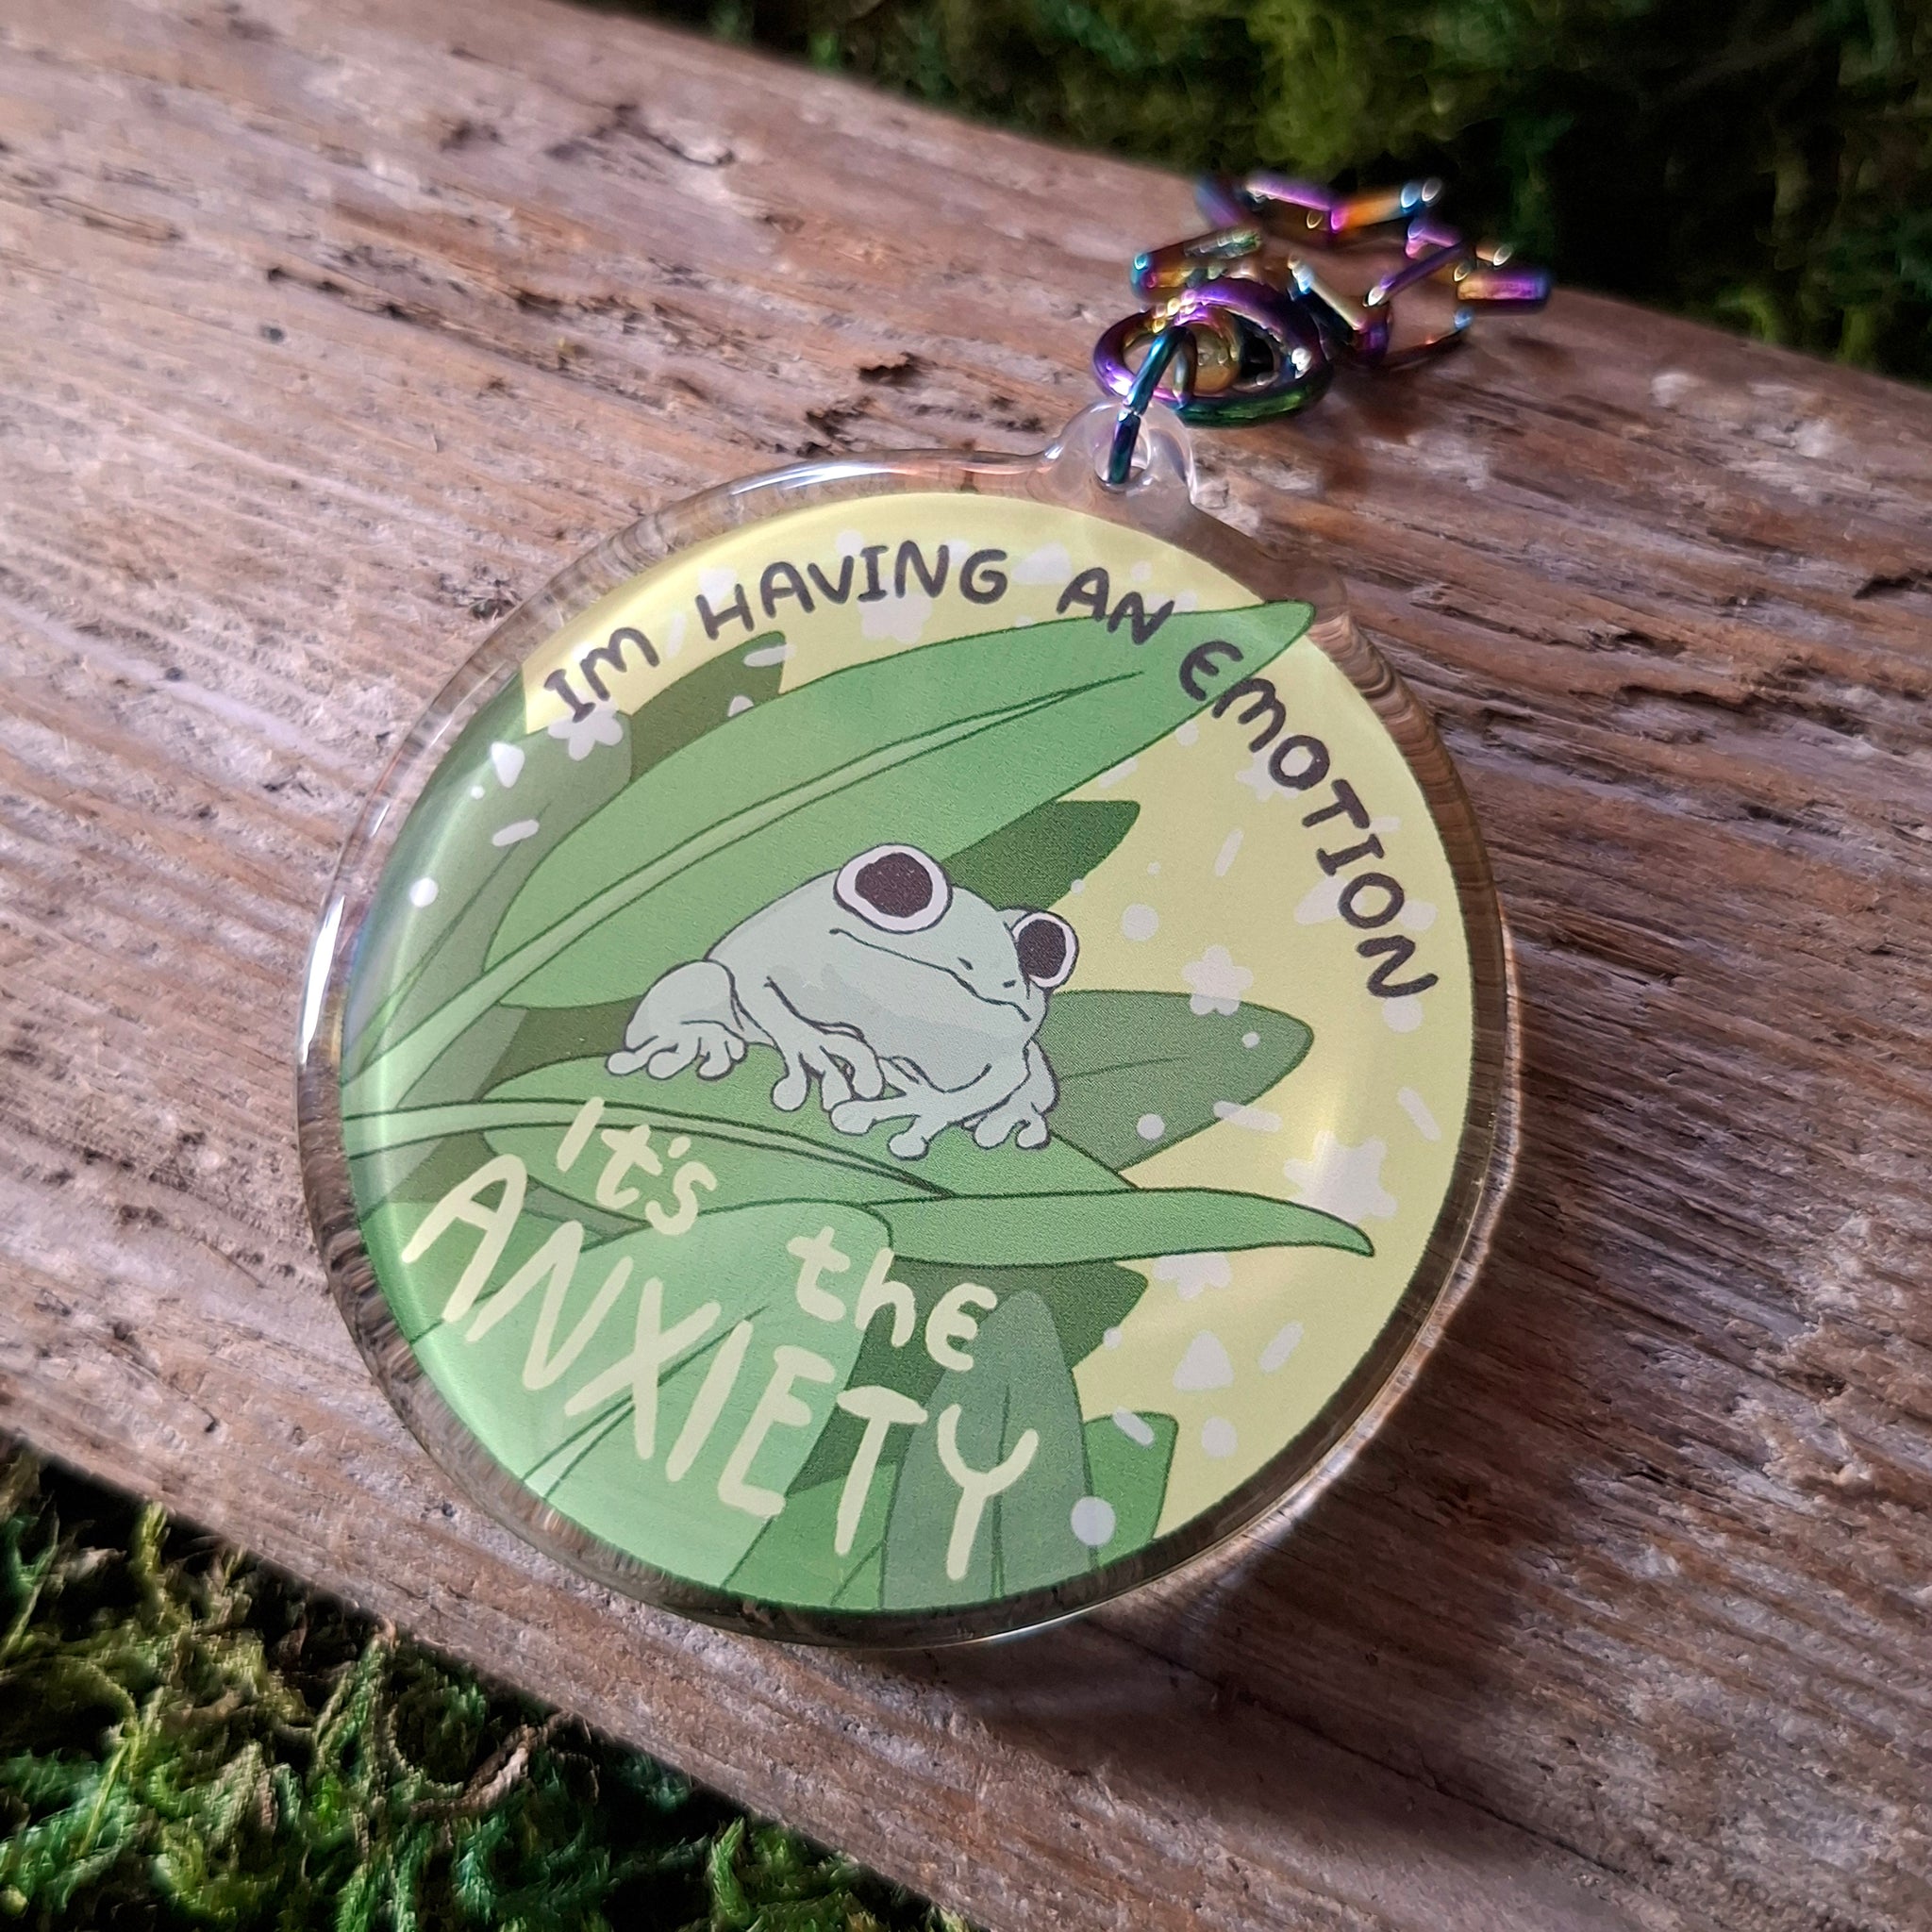 IM HAVING AN EMOTION
It's the
ANXIETY